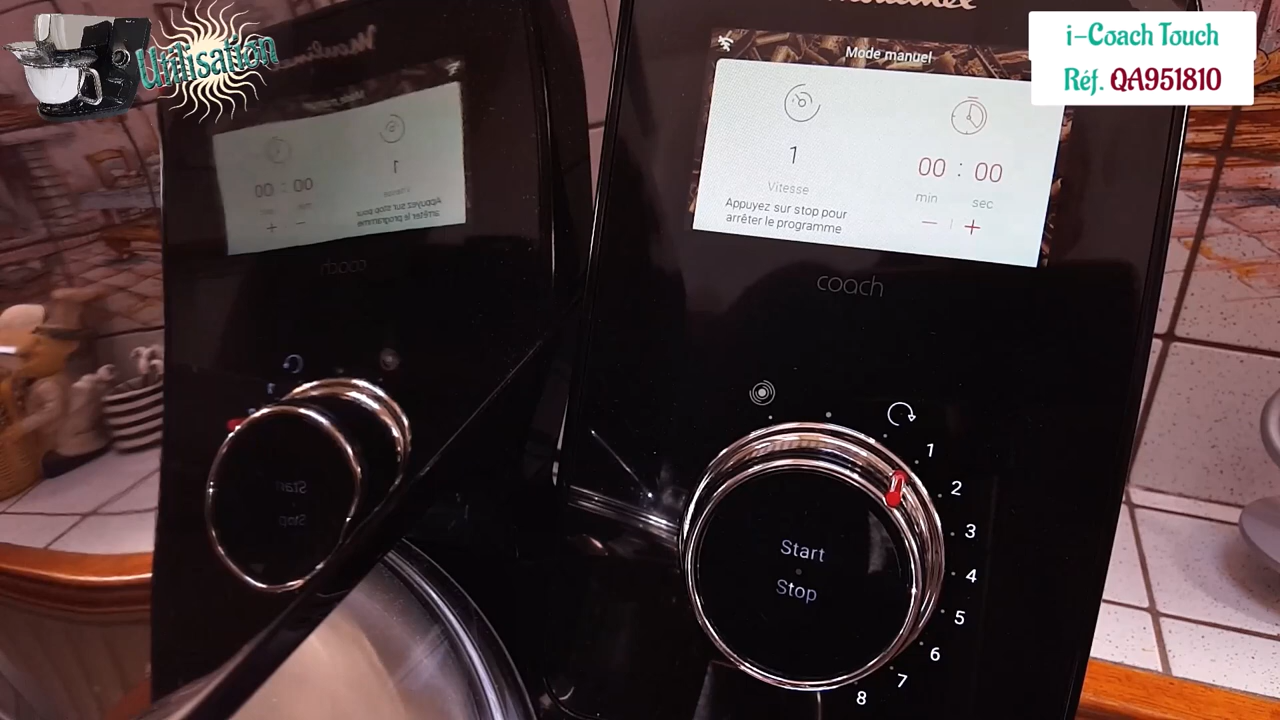 Utilisation
i-Coach Touch
Réf. QA951810
Mode manuel
1
Vitesse
Appuyez sur stop pour
arrêter le programme
00 : 00
min sec
− +
coach
1
2
3
4
5
6
7
8
Start
Stop